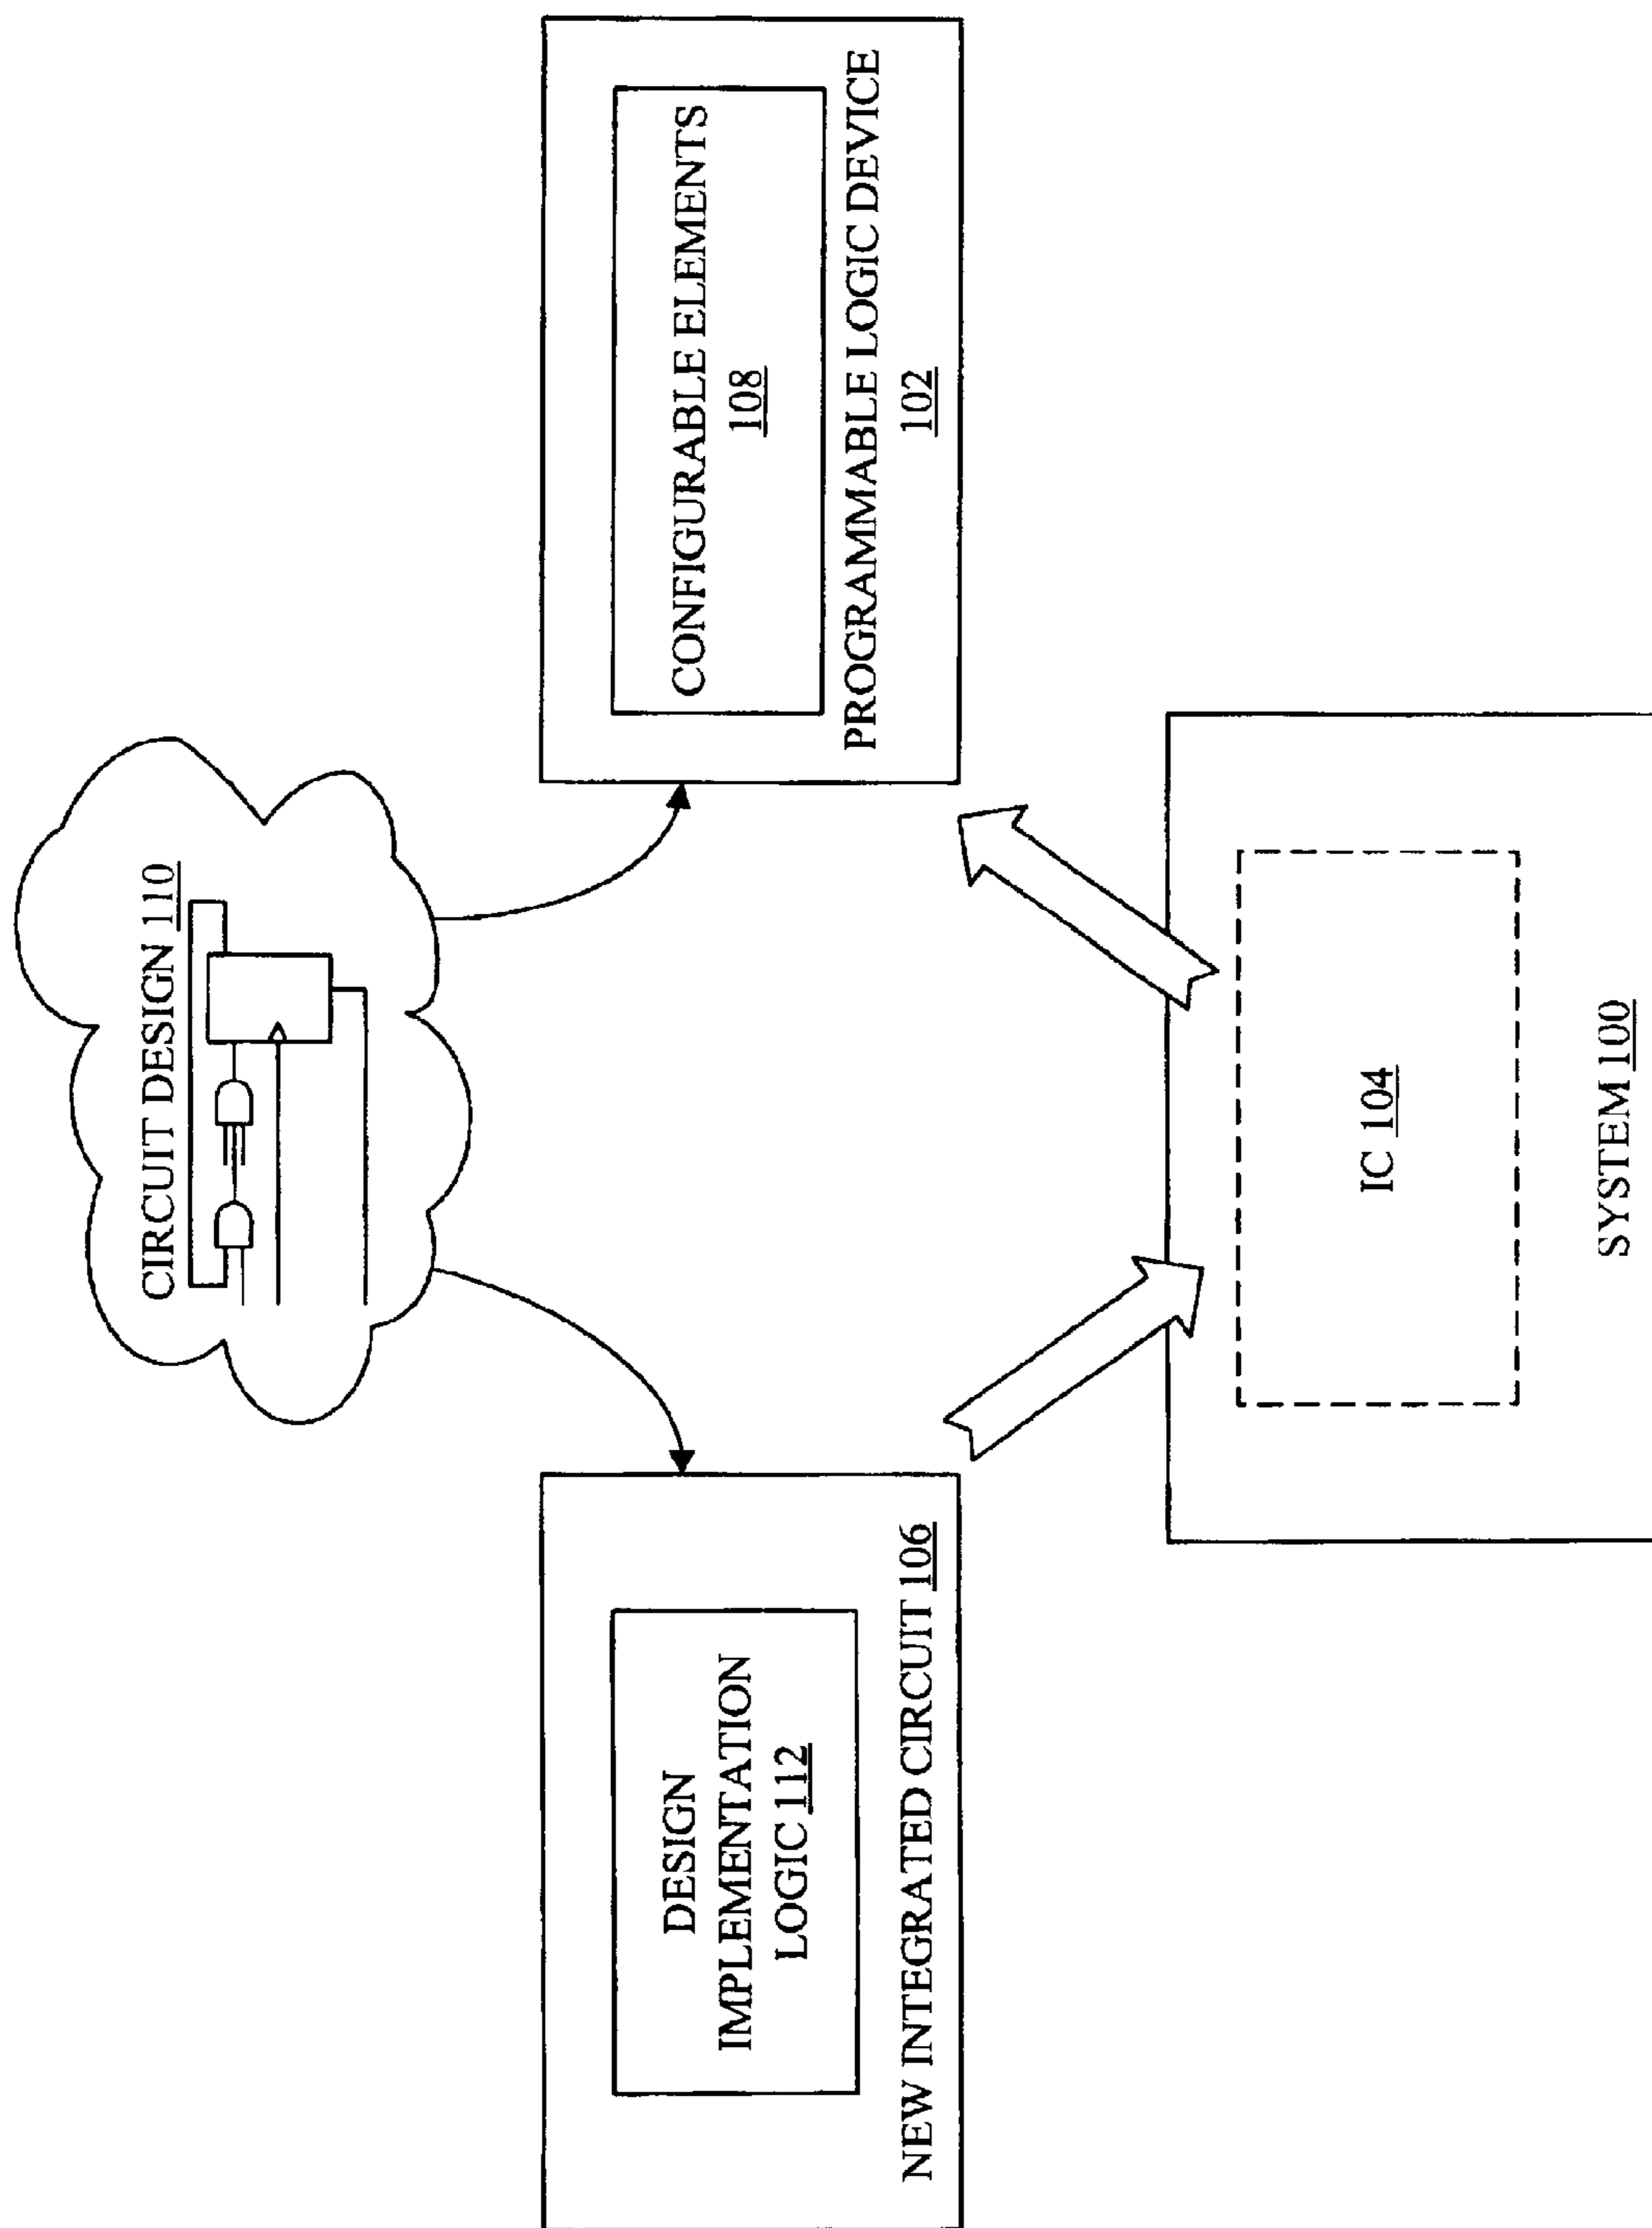 CIRCUIT DESIGN 110
DESIGN
IMPLEMENTATION
LOGIC 112
NEW INTEGRATED CIRCUIT 106
CONFIGURABLE ELEMENTS
108
PROGRAMMABLE LOGIC DEVICE
102
IC 104
SYSTEM 100